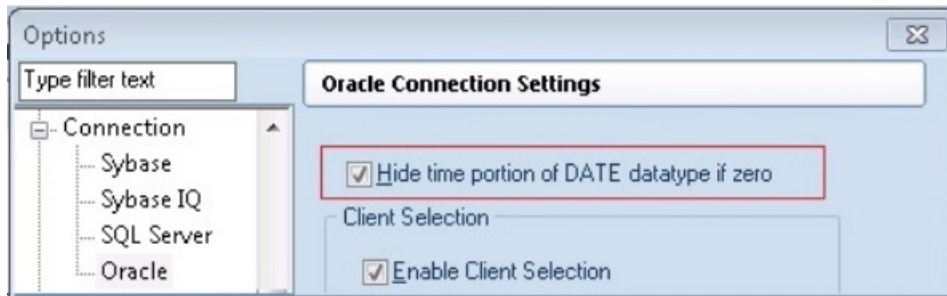 Options
Type filter text
Oracle Connection Settings
Connection
Sybase
Sybase IQ
SQL Server
Oracle
Hide time portion of DATE datatype if zero
Client Selection
Enable Client Selection